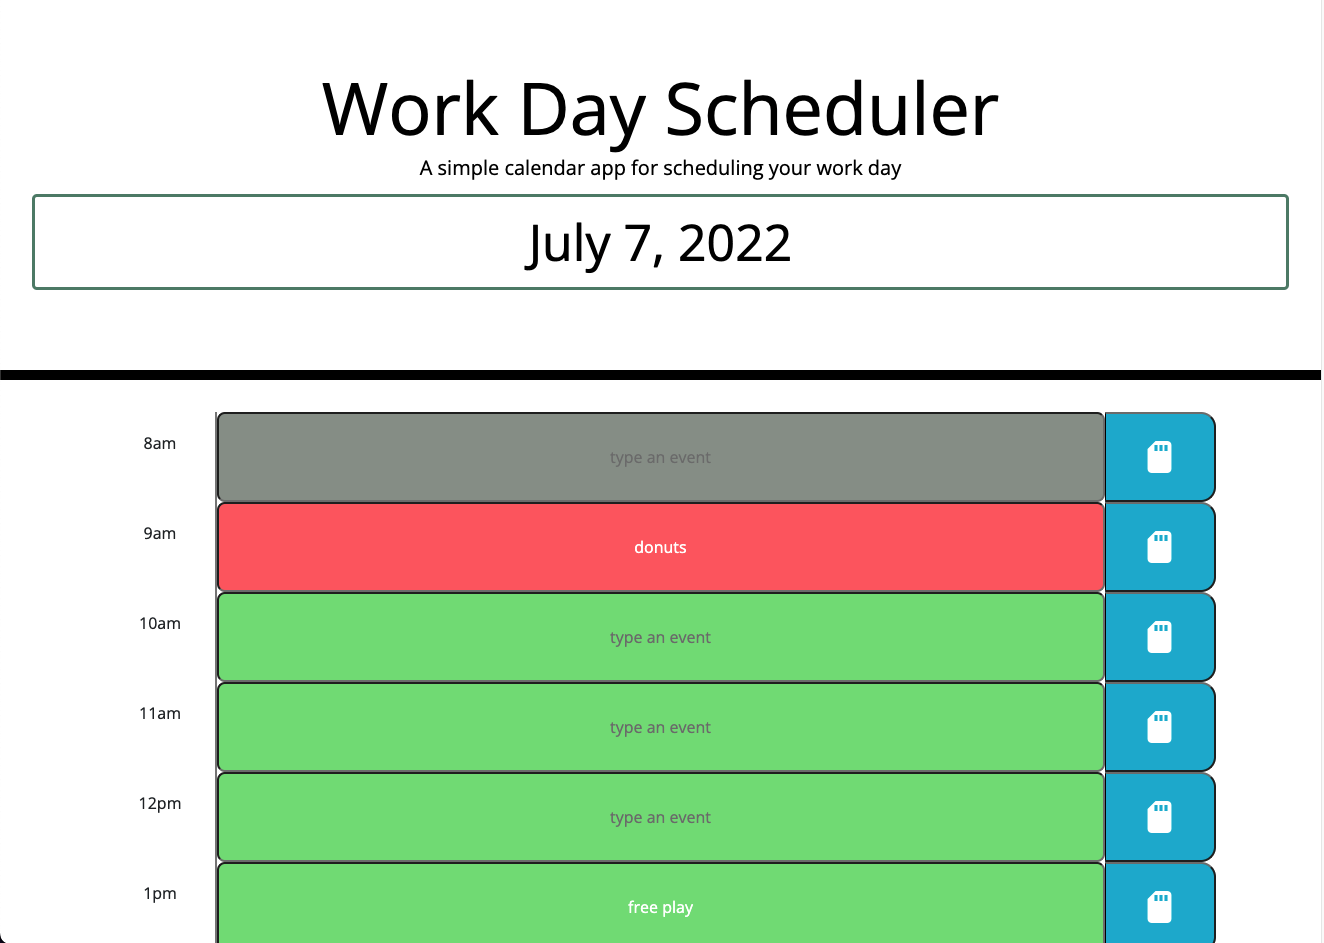 Work Day Scheduler
A simple calendar app for scheduling your work day
July 7, 2022
8am type an event
9am donuts
10am type an event
11am type an event
12pm type an event
1pm free play